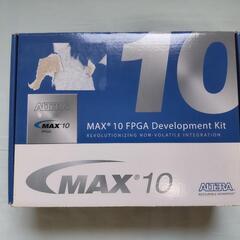 10
ALTERA
MAX 10
MAX® 10 FPGA Development Kit
REVOLUTIONIZING NON-VOLATILE INTEGRATION
MAX® 10
ALTERA